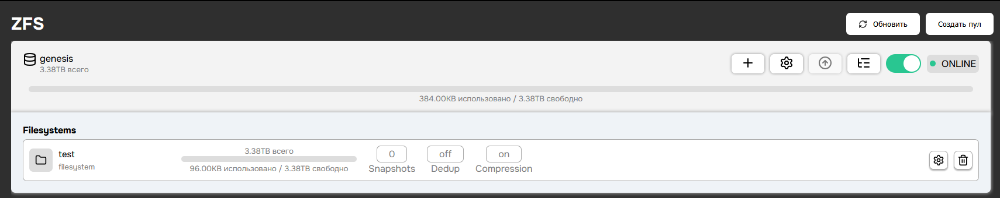 ZFS
Обновить
Создать пул
genesis
3.38TB всего
ONLINE
384.00KB использовано / 3.38TB свободно
Filesystems
test
filesystem
3.38TB всего
96.00KB использовано / 3.38TB свободно
0
Snapshots
off
Dedup
on
Compression